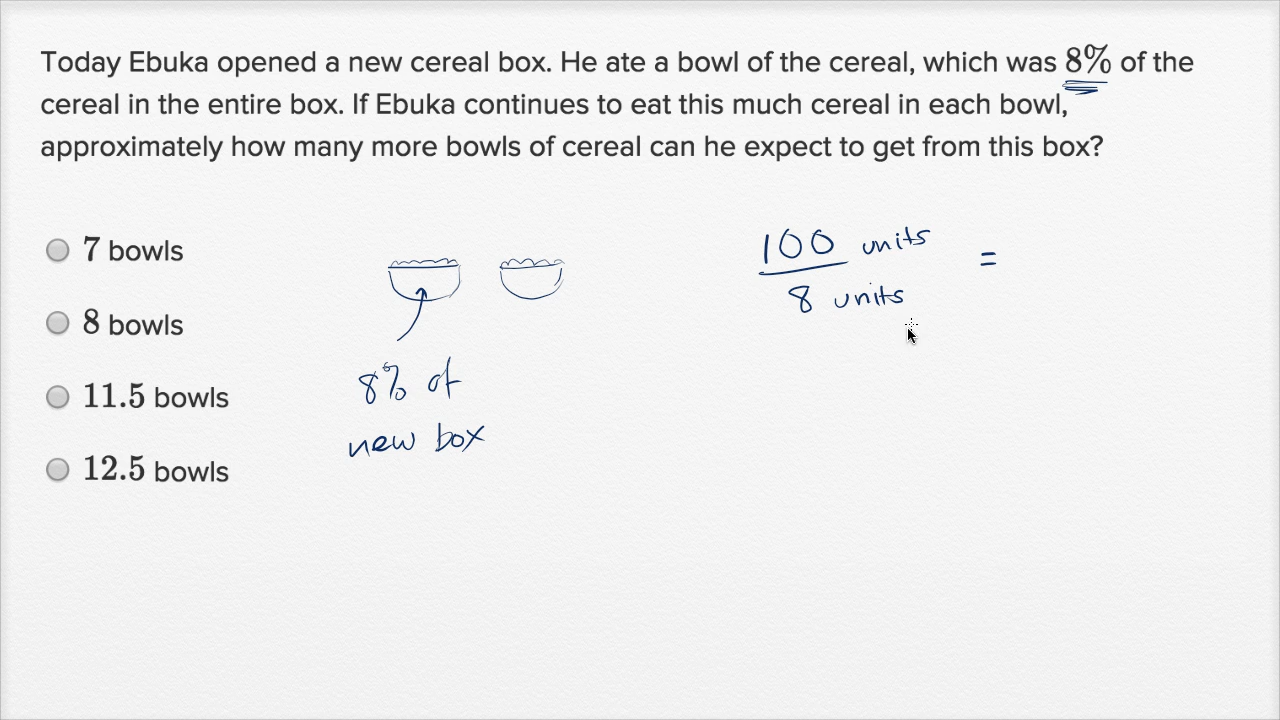 Today Ebuka opened a new cereal box. He ate a bowl of the cereal, which was 8% of the
cereal in the entire box. If Ebuka continues to eat this much cereal in each bowl,
approximately how many more bowls of cereal can he expect to get from this box?
7 bowls
8 bowls
11.5 bowls
12.5 bowls
8% of
new box
100 units
=
8 units